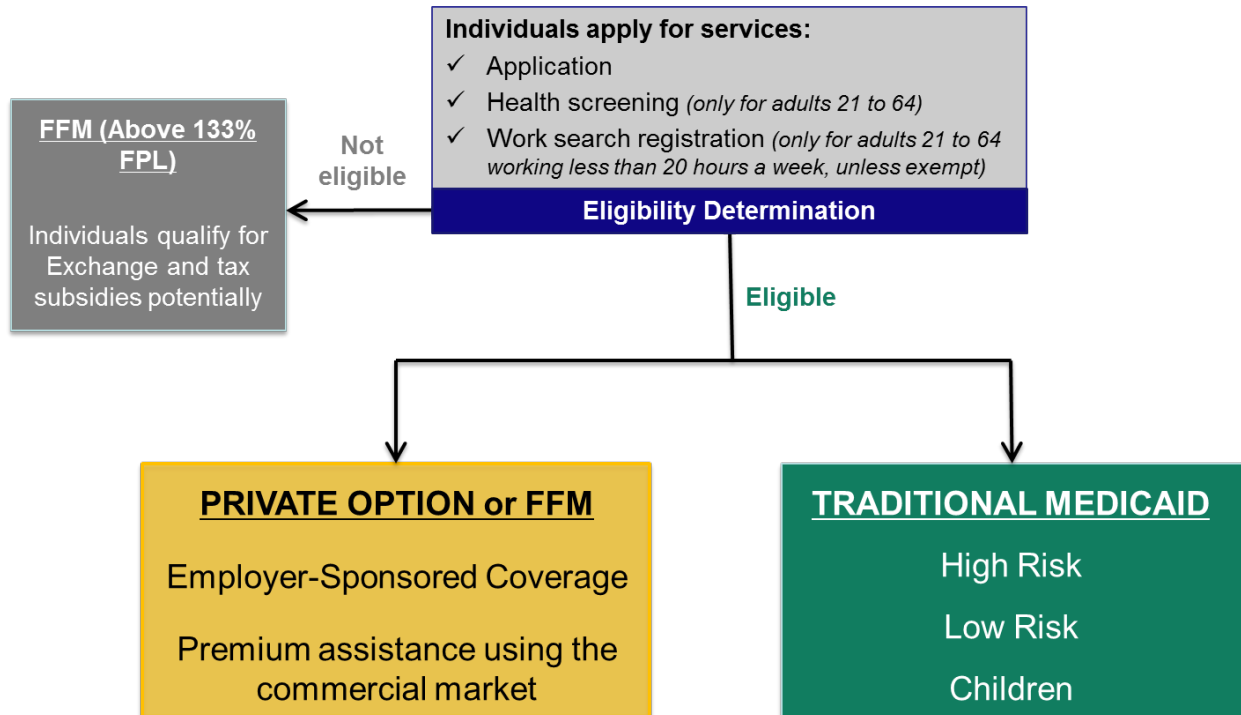 Individuals apply for services:
✓ Application
✓ Health screening (only for adults 21 to 64)
✓ Work search registration (only for adults 21 to 64
working less than 20 hours a week, unless exempt)
Eligibility Determination
Not
eligible
FFM (Above 133%
FPL)
Individuals qualify for
Exchange and tax
subsidies potentially
Eligible
PRIVATE OPTION or FFM
Employer-Sponsored Coverage
Premium assistance using the
commercial market
TRADITIONAL MEDICAID
High Risk
Low Risk
Children